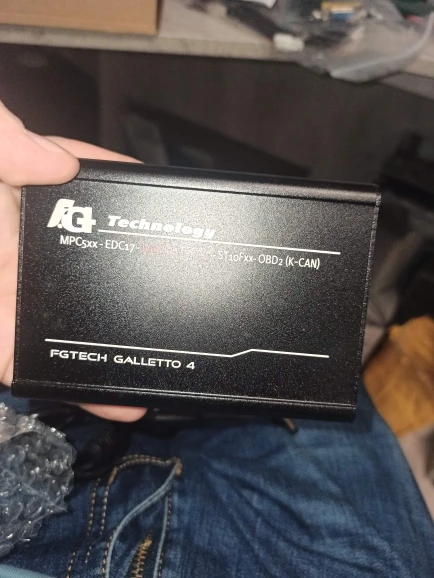 FG Technology
MPC5xx - EDC17 - - ST10Fxx - OBD2 (K-CAN)
FGTECH GALLETTO 4